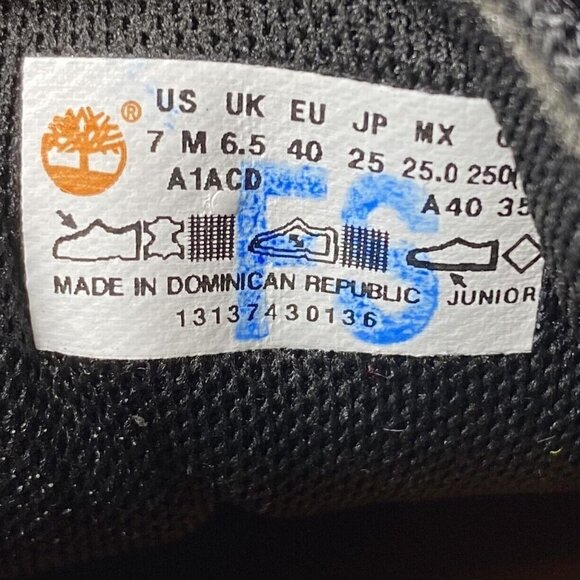 ® US UK EU JP MX
7 M 6.5 40 25 25.0 250
A1ACD A40 35
MADE IN DOMINICAN REPUBLIC JUNIOR
13137430136
FS